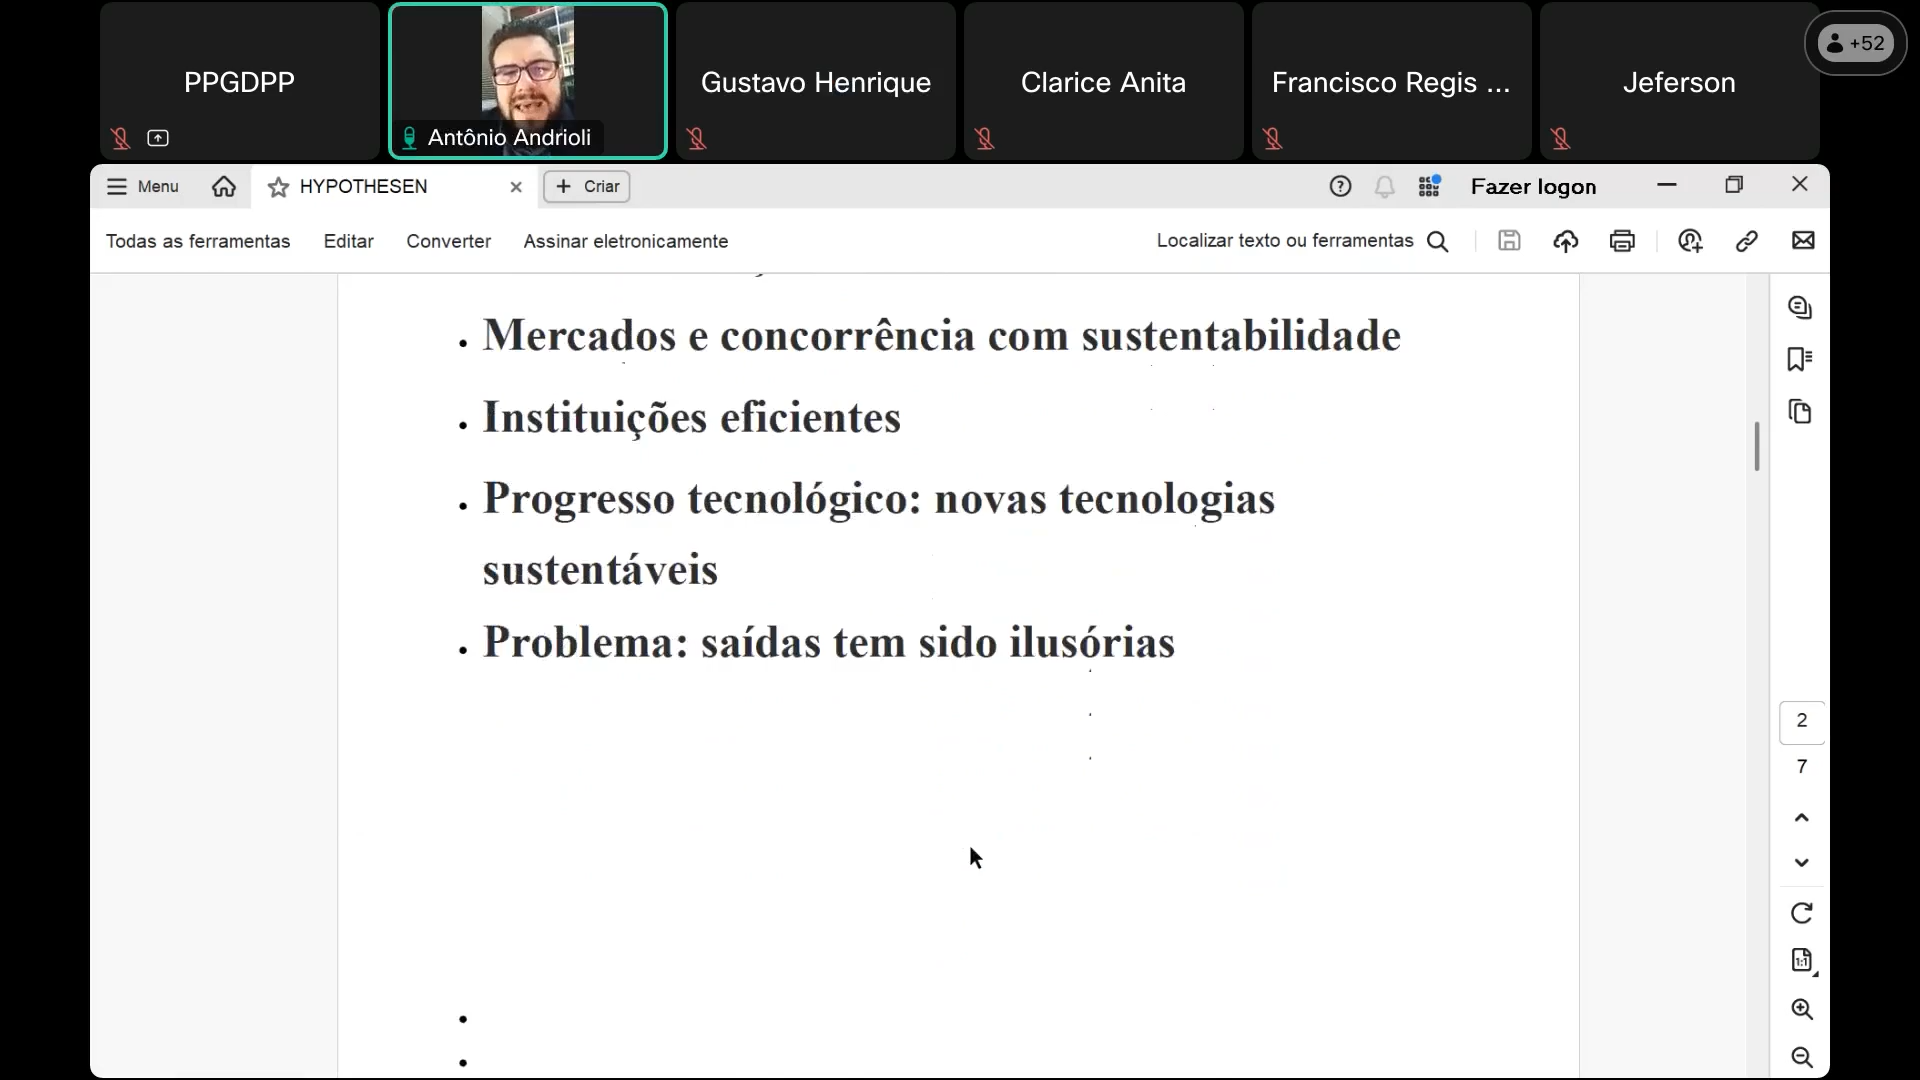 PPGDPP
Antônio Andrioli
Gustavo Henrique
Clarice Anita
Francisco Regis ...
Jeferson
+52
Menu
HYPOTHESEN
Criar
Fazer logon
Todas as ferramentas
Editar
Converter
Assinar eletronicamente
Localizar texto ou ferramentas
• Mercados e concorrência com sustentabilidade
• Instituições eficientes
• Progresso tecnológico: novas tecnologias
sustentáveis
• Problema: saídas tem sido ilusórias
2
7
1:1